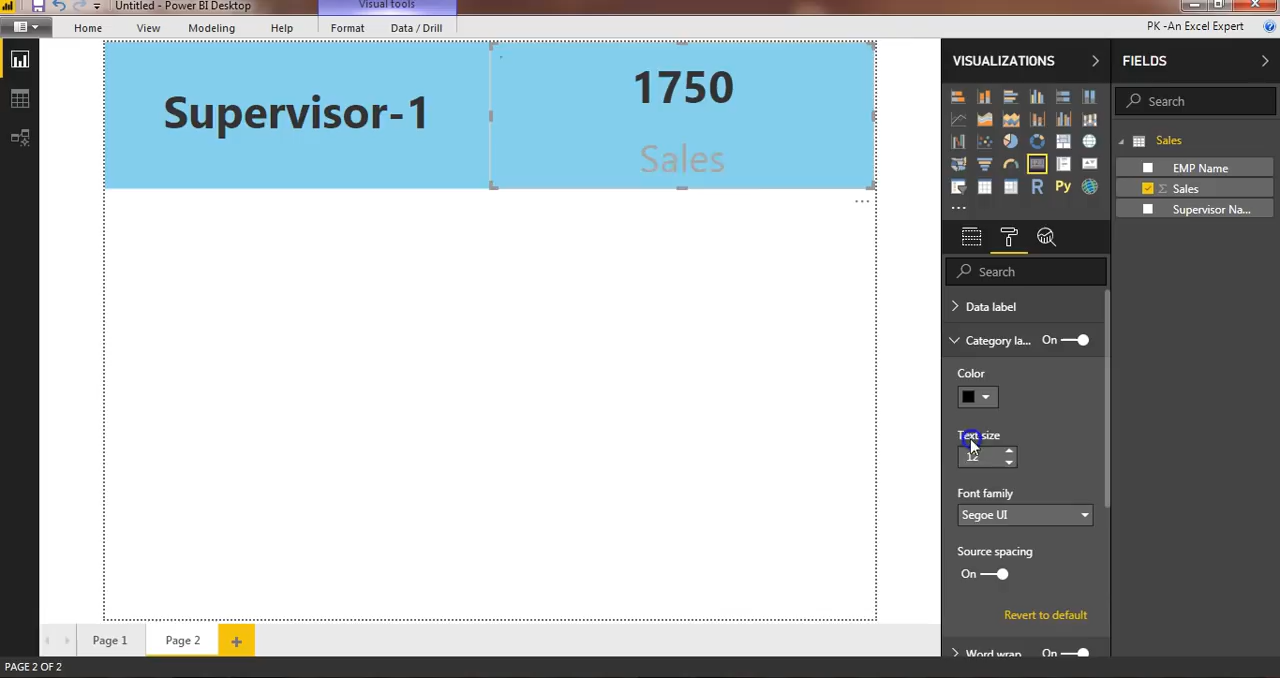 Untitled - Power BI Desktop
Visual tools
Home
View
Modeling
Help
Format
Data / Drill
PK -An Excel Expert
Supervisor-1
1750
Sales
VISUALIZATIONS
R
Py
Search
Data label
Category la...
On
Color
Text size
12
Font family
Segoe UI
Source spacing
On
Revert to default
Word wrap
On
FIELDS
Search
Sales
EMP Name
Σ Sales
Supervisor Na...
Page 1
Page 2
PAGE 2 OF 2